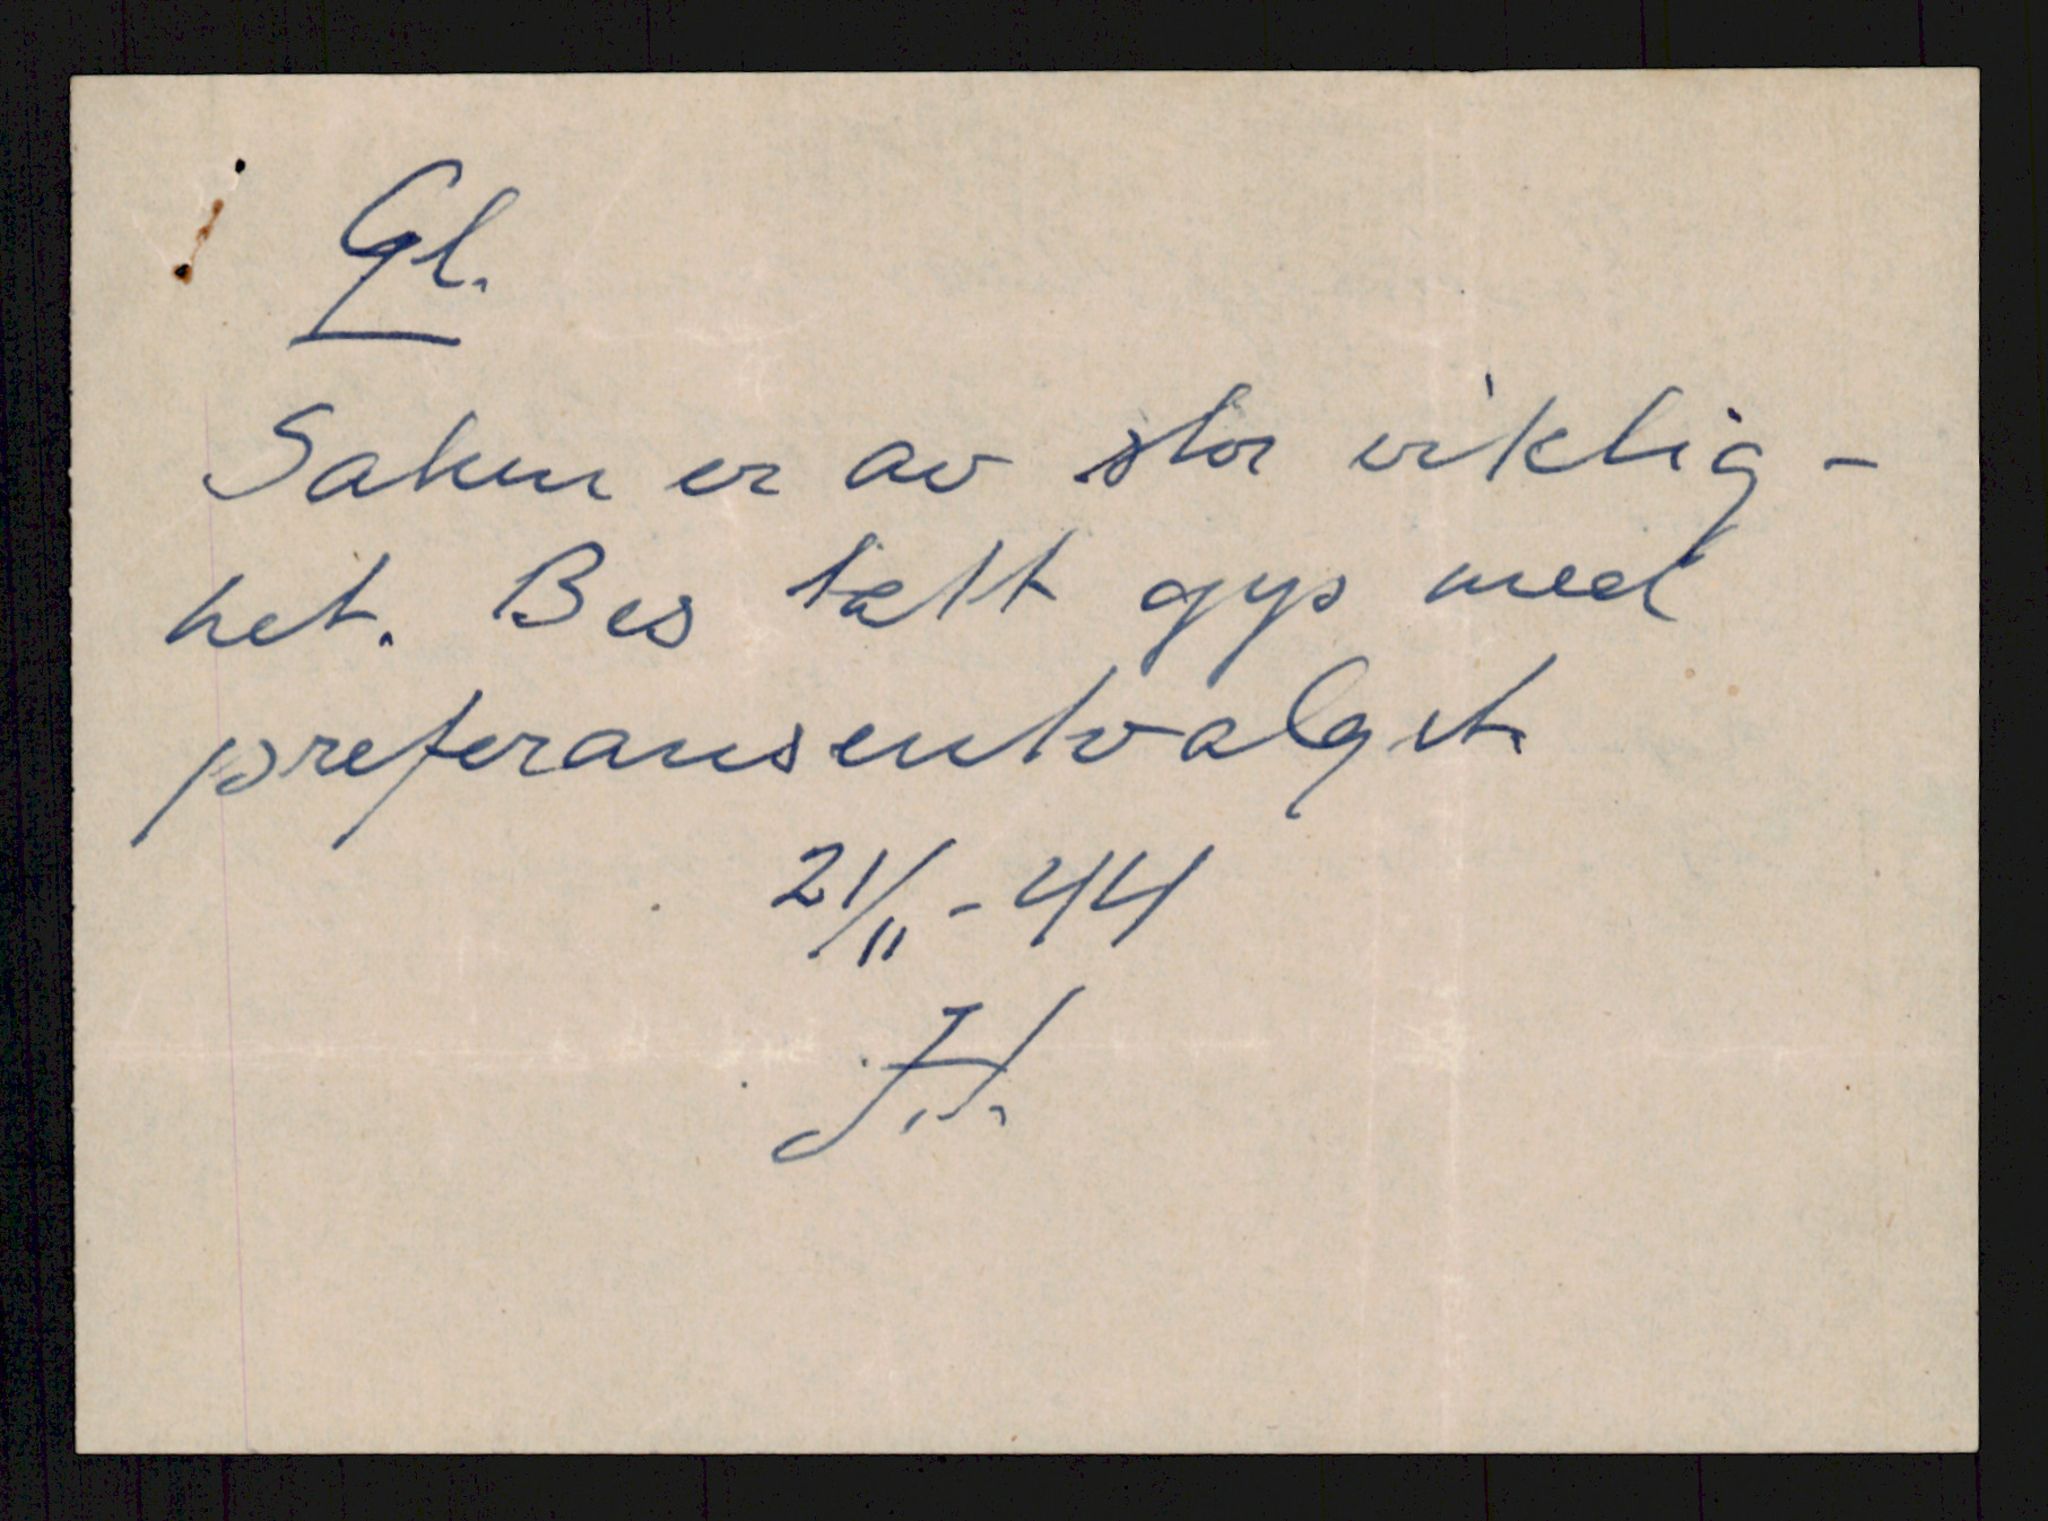 Gl.
Saken er av stor viktig-
het. Bes tatt opp med
preferanseutvalget.
21/11-44